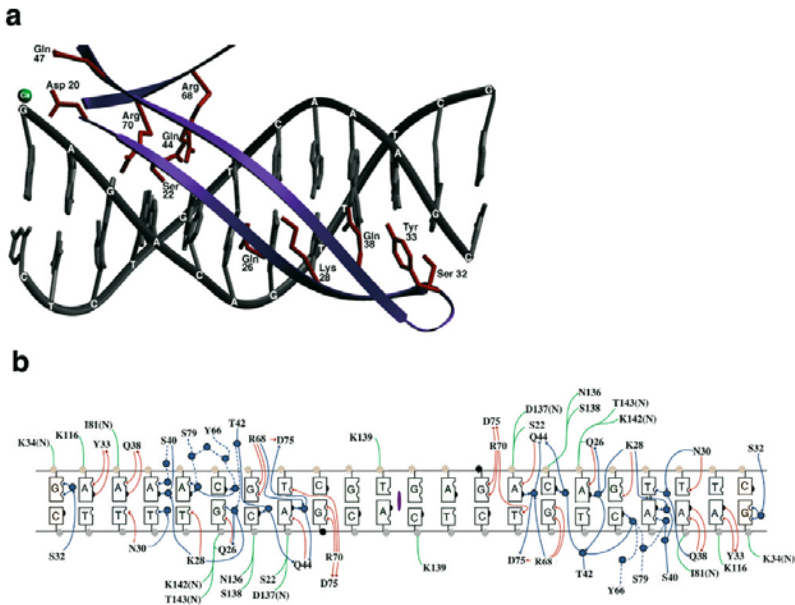 a
Gln
47
Asp 20
Ca
Arg
68
Arg
70
Gln
44
Ser
22
Gln
26
Lys
28
Gln
38
Tyr
33
Ser 32
G A G A C A G
C T C T G T C A A T A C G
T T G C
b
K34(N) K116 I81(N) Y33 Q38 S40 S79 Y66 T42 R68 D75 K139 D75 R70 D137(N) S22 Q44 N136 S138 T143(N) K142(N) Q26 K28 N30 S32
G A A A A C G T C G T G A G A C A G T T T C
C T T T T G C A G C A C T C T G T C A A A G
S32 N30 K28 Q26 K142(N) T143(N) N136 S138 S22 D137(N) Q44 R70 D75 K139 D75 R68 T42 Y66 S79 S40 Q38 I81(N) Y33 K116 K34(N)